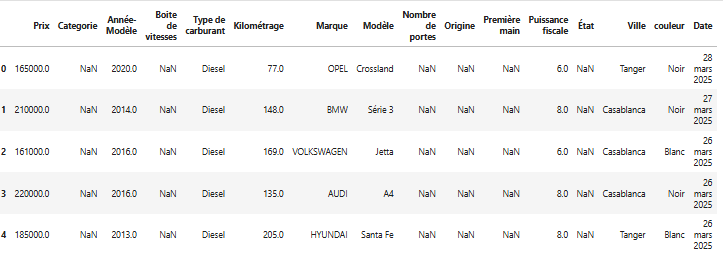 Prix Categorie Année-Modèle Boite de vitesses Type de carburant Kilométrage Marque Modèle Nombre de portes Origine Première main Puissance fiscale État Ville couleur Date
0 165000.0 NaN 2020.0 NaN Diesel 77.0 OPEL Crossland NaN NaN NaN 6.0 NaN Tanger Noir 28 mars 2025
1 210000.0 NaN 2014.0 NaN Diesel 148.0 BMW Série 3 NaN NaN NaN 8.0 NaN Casablanca Noir 27 mars 2025
2 161000.0 NaN 2016.0 NaN Diesel 169.0 VOLKSWAGEN Jetta NaN NaN NaN 6.0 NaN Casablanca Blanc 26 mars 2025
3 220000.0 NaN 2016.0 NaN Diesel 135.0 AUDI A4 NaN NaN NaN 8.0 NaN Casablanca Noir 26 mars 2025
4 185000.0 NaN 2013.0 NaN Diesel 205.0 HYUNDAI Santa Fe NaN NaN NaN 8.0 NaN Tanger Blanc 26 mars 2025